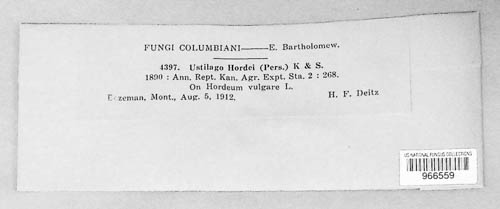 FUNGI COLUMBIANI——E. Bartholomew.
4397. Ustilago Hordei (Pers.) K & S.
1890 : Ann. Rept. Kan. Agr. Expt. Sta. 2 : 268.
On Hordeum vulgare L.
Bozeman, Mont., Aug. 5, 1912. H. F. Deitz
US NATIONAL FUNGUS COLLECTIONS
966559